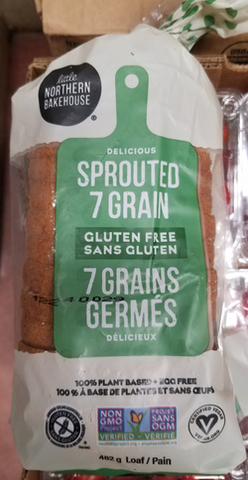 little
NORTHERN
BAKEHOUSE
®
DELICIOUS
SPROUTED
7 GRAIN
GLUTEN FREE
SANS GLUTEN
7 GRAINS
GERMÉS
DÉLICIEUX
100% PLANT BASED + EGG FREE
100 % À BASE DE PLANTES ET SANS ŒUFS
NON
GMO
PROJECT
VERIFIED
PROJET
SANS
OGM
VÉRIFIÉ
CERTIFIED VEGAN
482 g Loaf / Pain